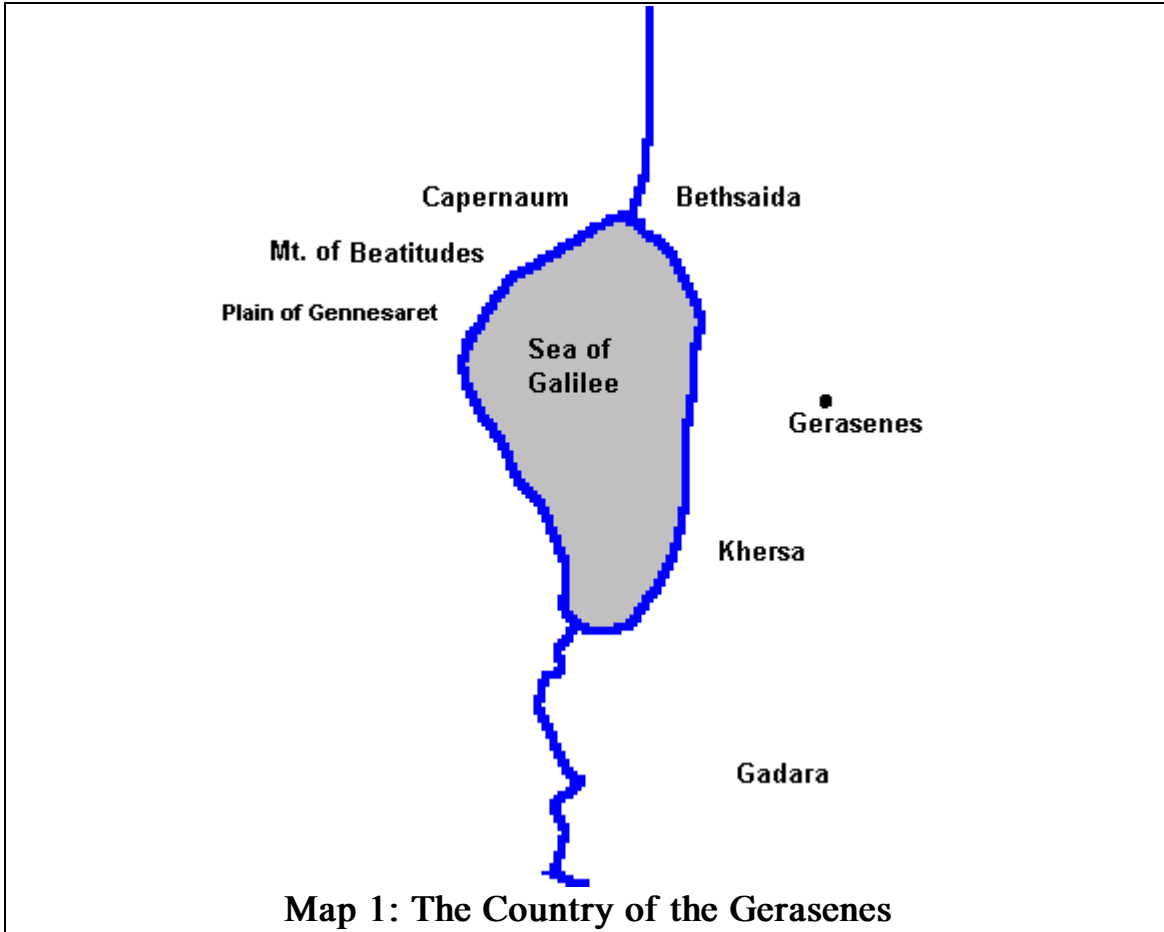 Capernaum
Bethsaida
Mt. of Beatitudes
Plain of Gennesaret
Sea of
Galilee
Gerasenes
Khersa
Gadara
Map 1: The Country of the Gerasenes